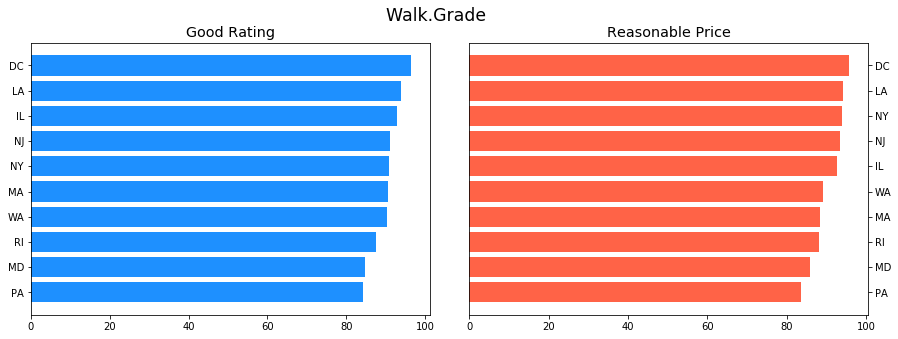 Walk.Grade
Good Rating
DC
LA
IL
NJ
NY
MA
WA
RI
MD
PA
0 20 40 60 80 100
Reasonable Price
DC
LA
NY
NJ
IL
WA
MA
RI
MD
PA
0 20 40 60 80 100